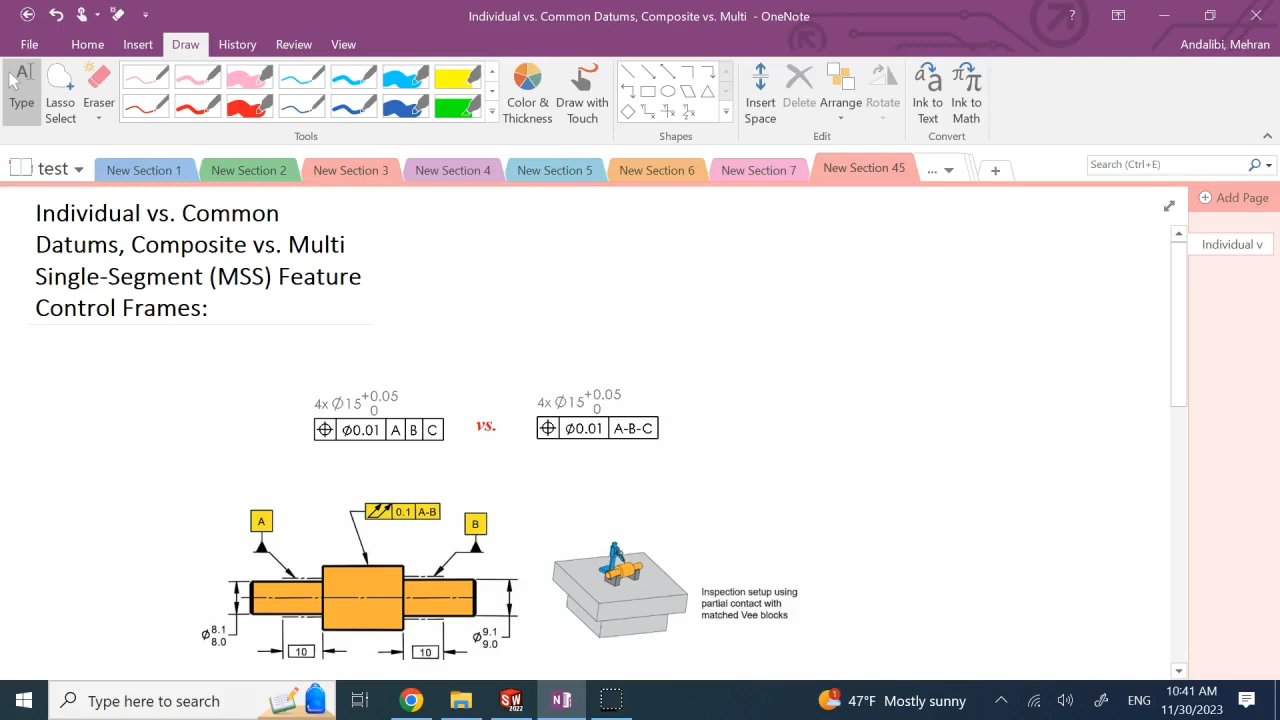 Individual vs. Common Datums, Composite vs. Multi - OneNote
?
File Home Insert Draw History Review View
Andalibi, Mehran
Type
Lasso Select
Eraser
Color & Thickness
Draw with Touch
Insert Space
Delete
Arrange
Rotate
Ink to Text
Ink to Math
Tools
Shapes
Edit
Convert
test
New Section 1
New Section 2
New Section 3
New Section 4
New Section 5
New Section 6
New Section 7
New Section 45
...
Search (Ctrl+E)
Add Page
Individual v
Individual vs. Common
Datums, Composite vs. Multi
Single-Segment (MSS) Feature
Control Frames:
4x Ø15 +0.05 0
⌖ Ø0.01 A B C
vs.
4x Ø15 +0.05 0
⌖ Ø0.01 A-B-C
A
0.1 A-B
B
Ø 8.1 8.0
10
10
Ø 9.1 9.0
Inspection setup using
partial contact with
matched Vee blocks
Type here to search
SW 2022
N
1
47°F Mostly sunny
ENG
10:41 AM
11/30/2023